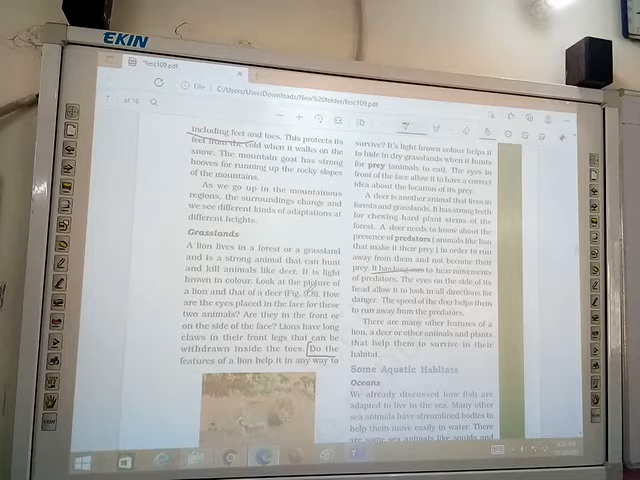 EKIN
fesc109.pdf
File
C:/Users/User/Downloads/New%20folder/fesc109.pdf
7 of 16
including feet and toes. This protects its
feet from the cold when it walks on the
snow. The mountain goat has strong
hooves for running up the rocky slopes
of the mountains.
As we go up in the mountainous
regions, the surroundings change and
we see different kinds of adaptations at
different heights.
Grasslands
A lion lives in a forest or a grassland
and is a strong animal that can hunt
and kill animals like deer. It is light
brown in colour. Look at the picture of
a lion and that of a deer (Fig. 9.8). How
are the eyes placed in the face for these
two animals? Are they in the front or
on the side of the face? Lions have long
claws in their front legs that can be
withdrawn inside the toes. Do the
features of a lion help it in any way to
survive? It's light brown colour helps it
to hide in dry grasslands when it hunts
for prey (animals to eat). The eyes in
front of the face allow it to have a correct
idea about the location of its prey.
A deer is another animal that lives in
forests and grasslands. It has strong teeth
for chewing hard plant stems of the
forest. A deer needs to know about the
presence of predators (animals like lion
that make it their prey ) in order to run
away from them and not become their
prey. It has long ears to hear movements
of predators. The eyes on the side of its
head allow it to look in all directions for
danger. The speed of the deer helps them
to run away from the predators.
There are many other features of a
lion, a deer or other animals and plants
that help them to survive in their
habitat.
Some Aquatic Habitats
Oceans
We already discussed how fish are
adapted to live in the sea. Many other
sea animals have streamlined bodies to
help them move easily in water. There
are some sea animals like squids and